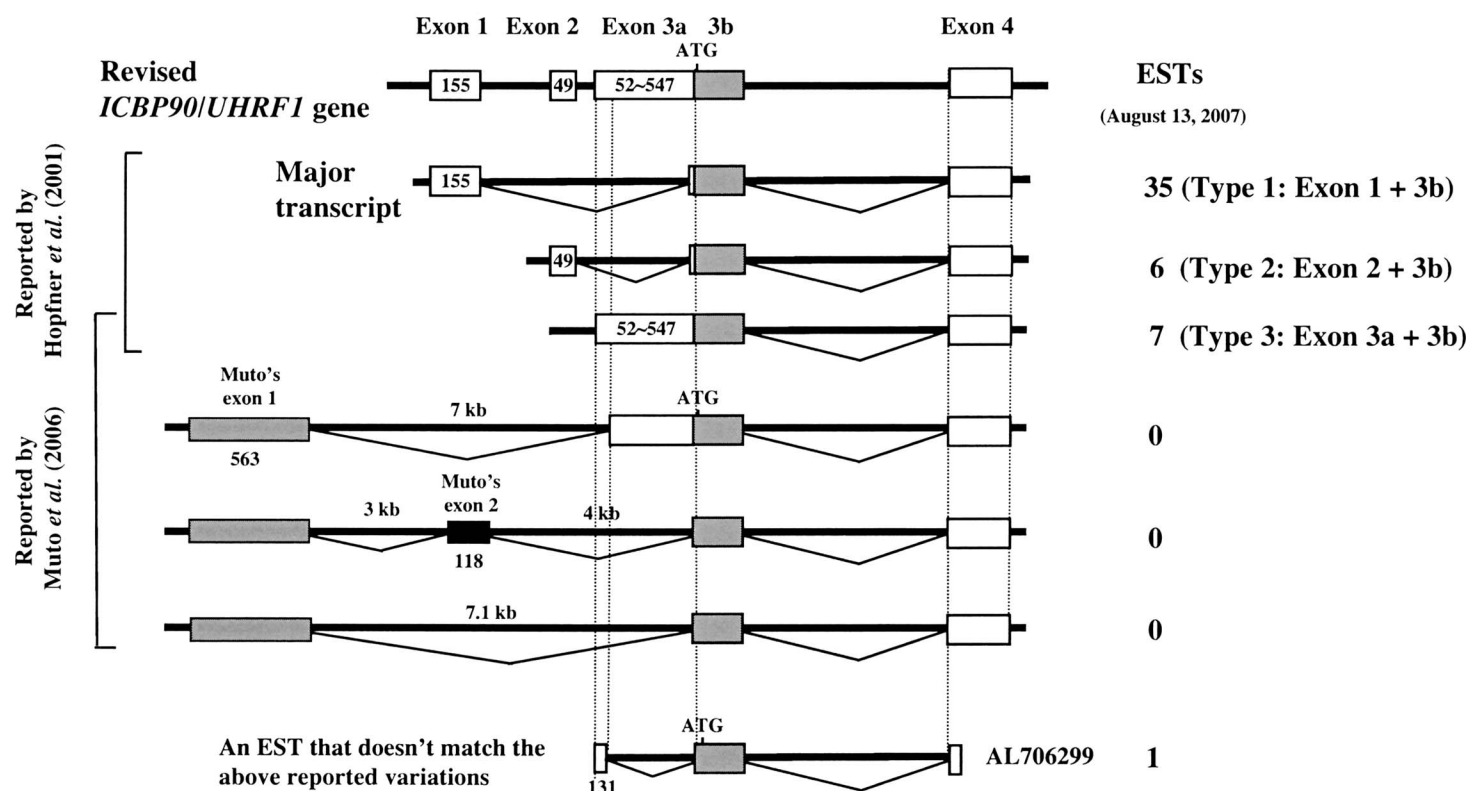 Exon 1 Exon 2 Exon 3a 3b Exon 4
ATG
Revised
ICBP90/UHRF1 gene
155 49 52~547
ESTs
(August 13, 2007)
Reported by
Hopfner et al. (2001)
Major
transcript
155
35 (Type 1: Exon 1 + 3b)
49
6 (Type 2: Exon 2 + 3b)
52~547
7 (Type 3: Exon 3a + 3b)
Reported by
Muto et al. (2006)
Muto's
exon 1
7 kb
ATG
563
0
3 kb
Muto's
exon 2
4 kb
118
0
7.1 kb
0
An EST that doesn't match the
above reported variations
131
ATG
AL706299
1